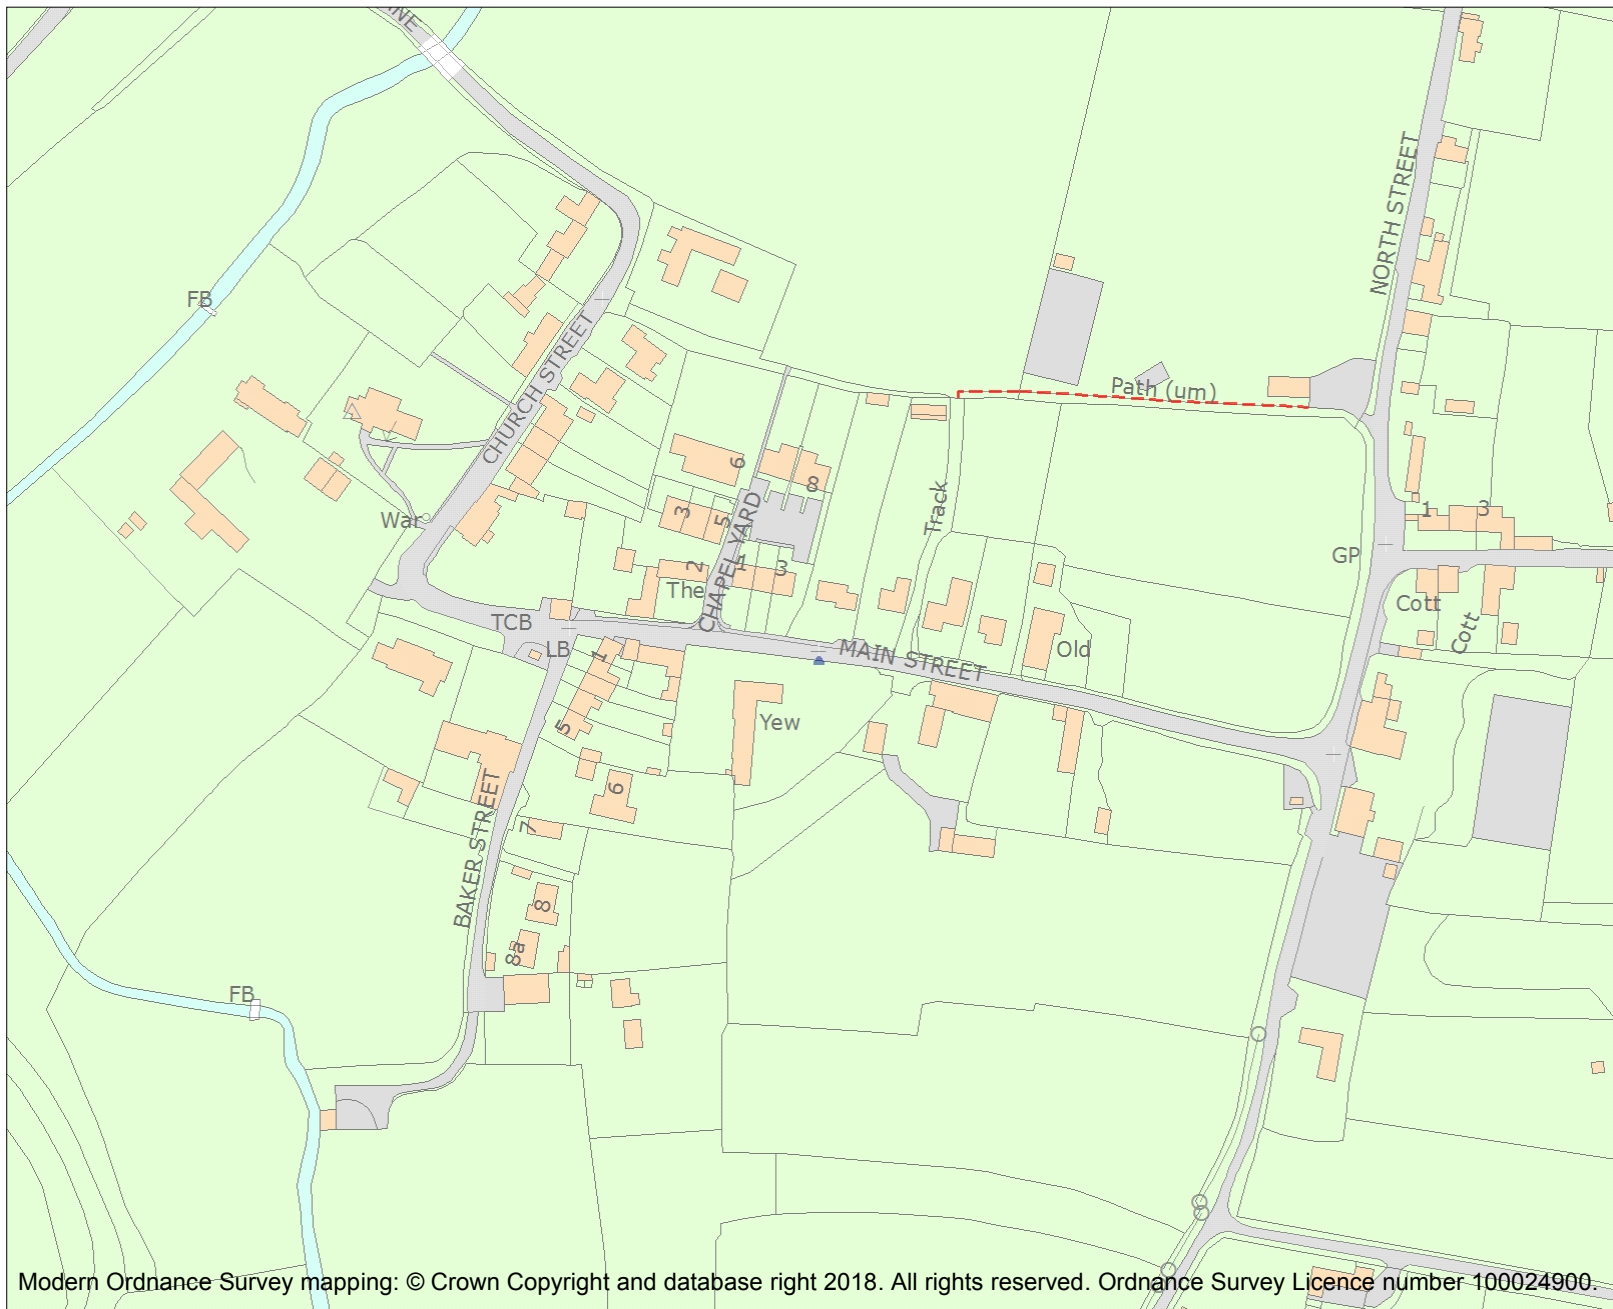 NORTH STREET
FB
CHURCH STREET
Path (um)
6
8
3
5
Track
War
1
3
CHAPEL YARD
GP
2
1
3
The
Cott
TCB
Cott
LB
1
MAIN STREET
Old
5
Yew
6
7
BAKER STREET
8
8a
FB
Modern Ordnance Survey mapping: © Crown Copyright and database right 2018. All rights reserved. Ordnance Survey Licence number 100024900.